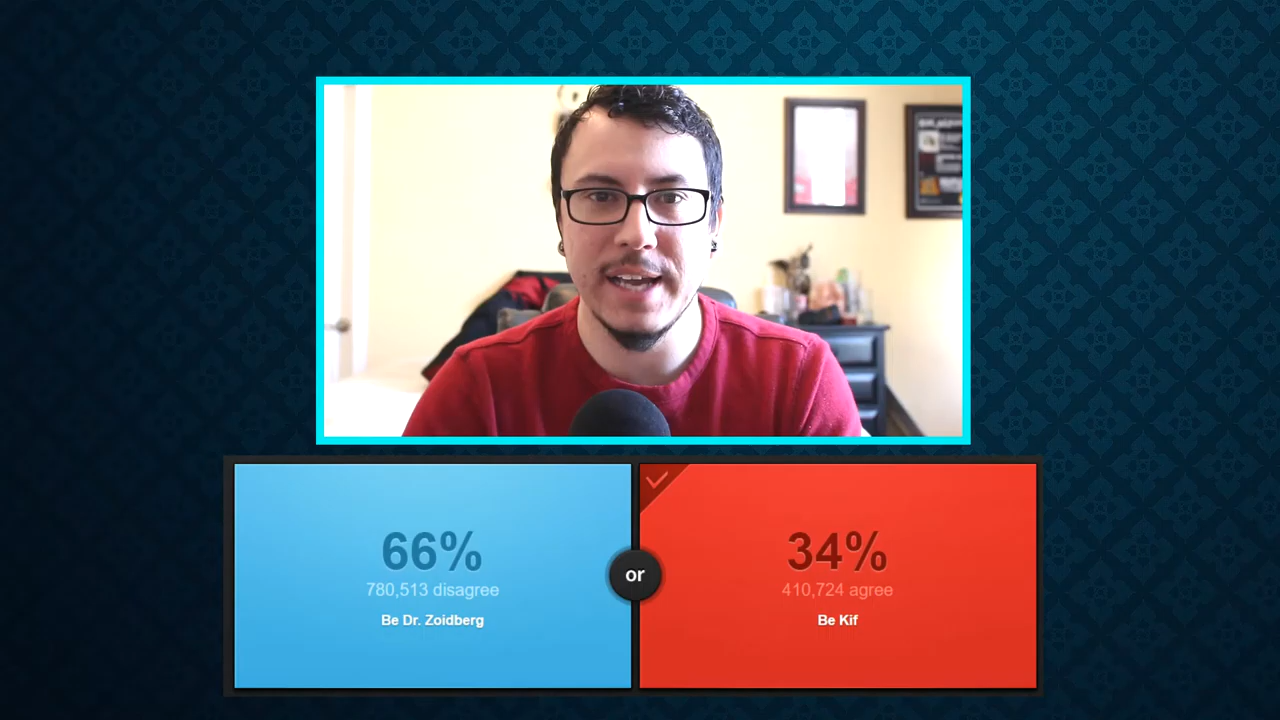 66%
780,513 disagree
Be Dr. Zoidberg
or
34%
410,724 agree
Be Kif